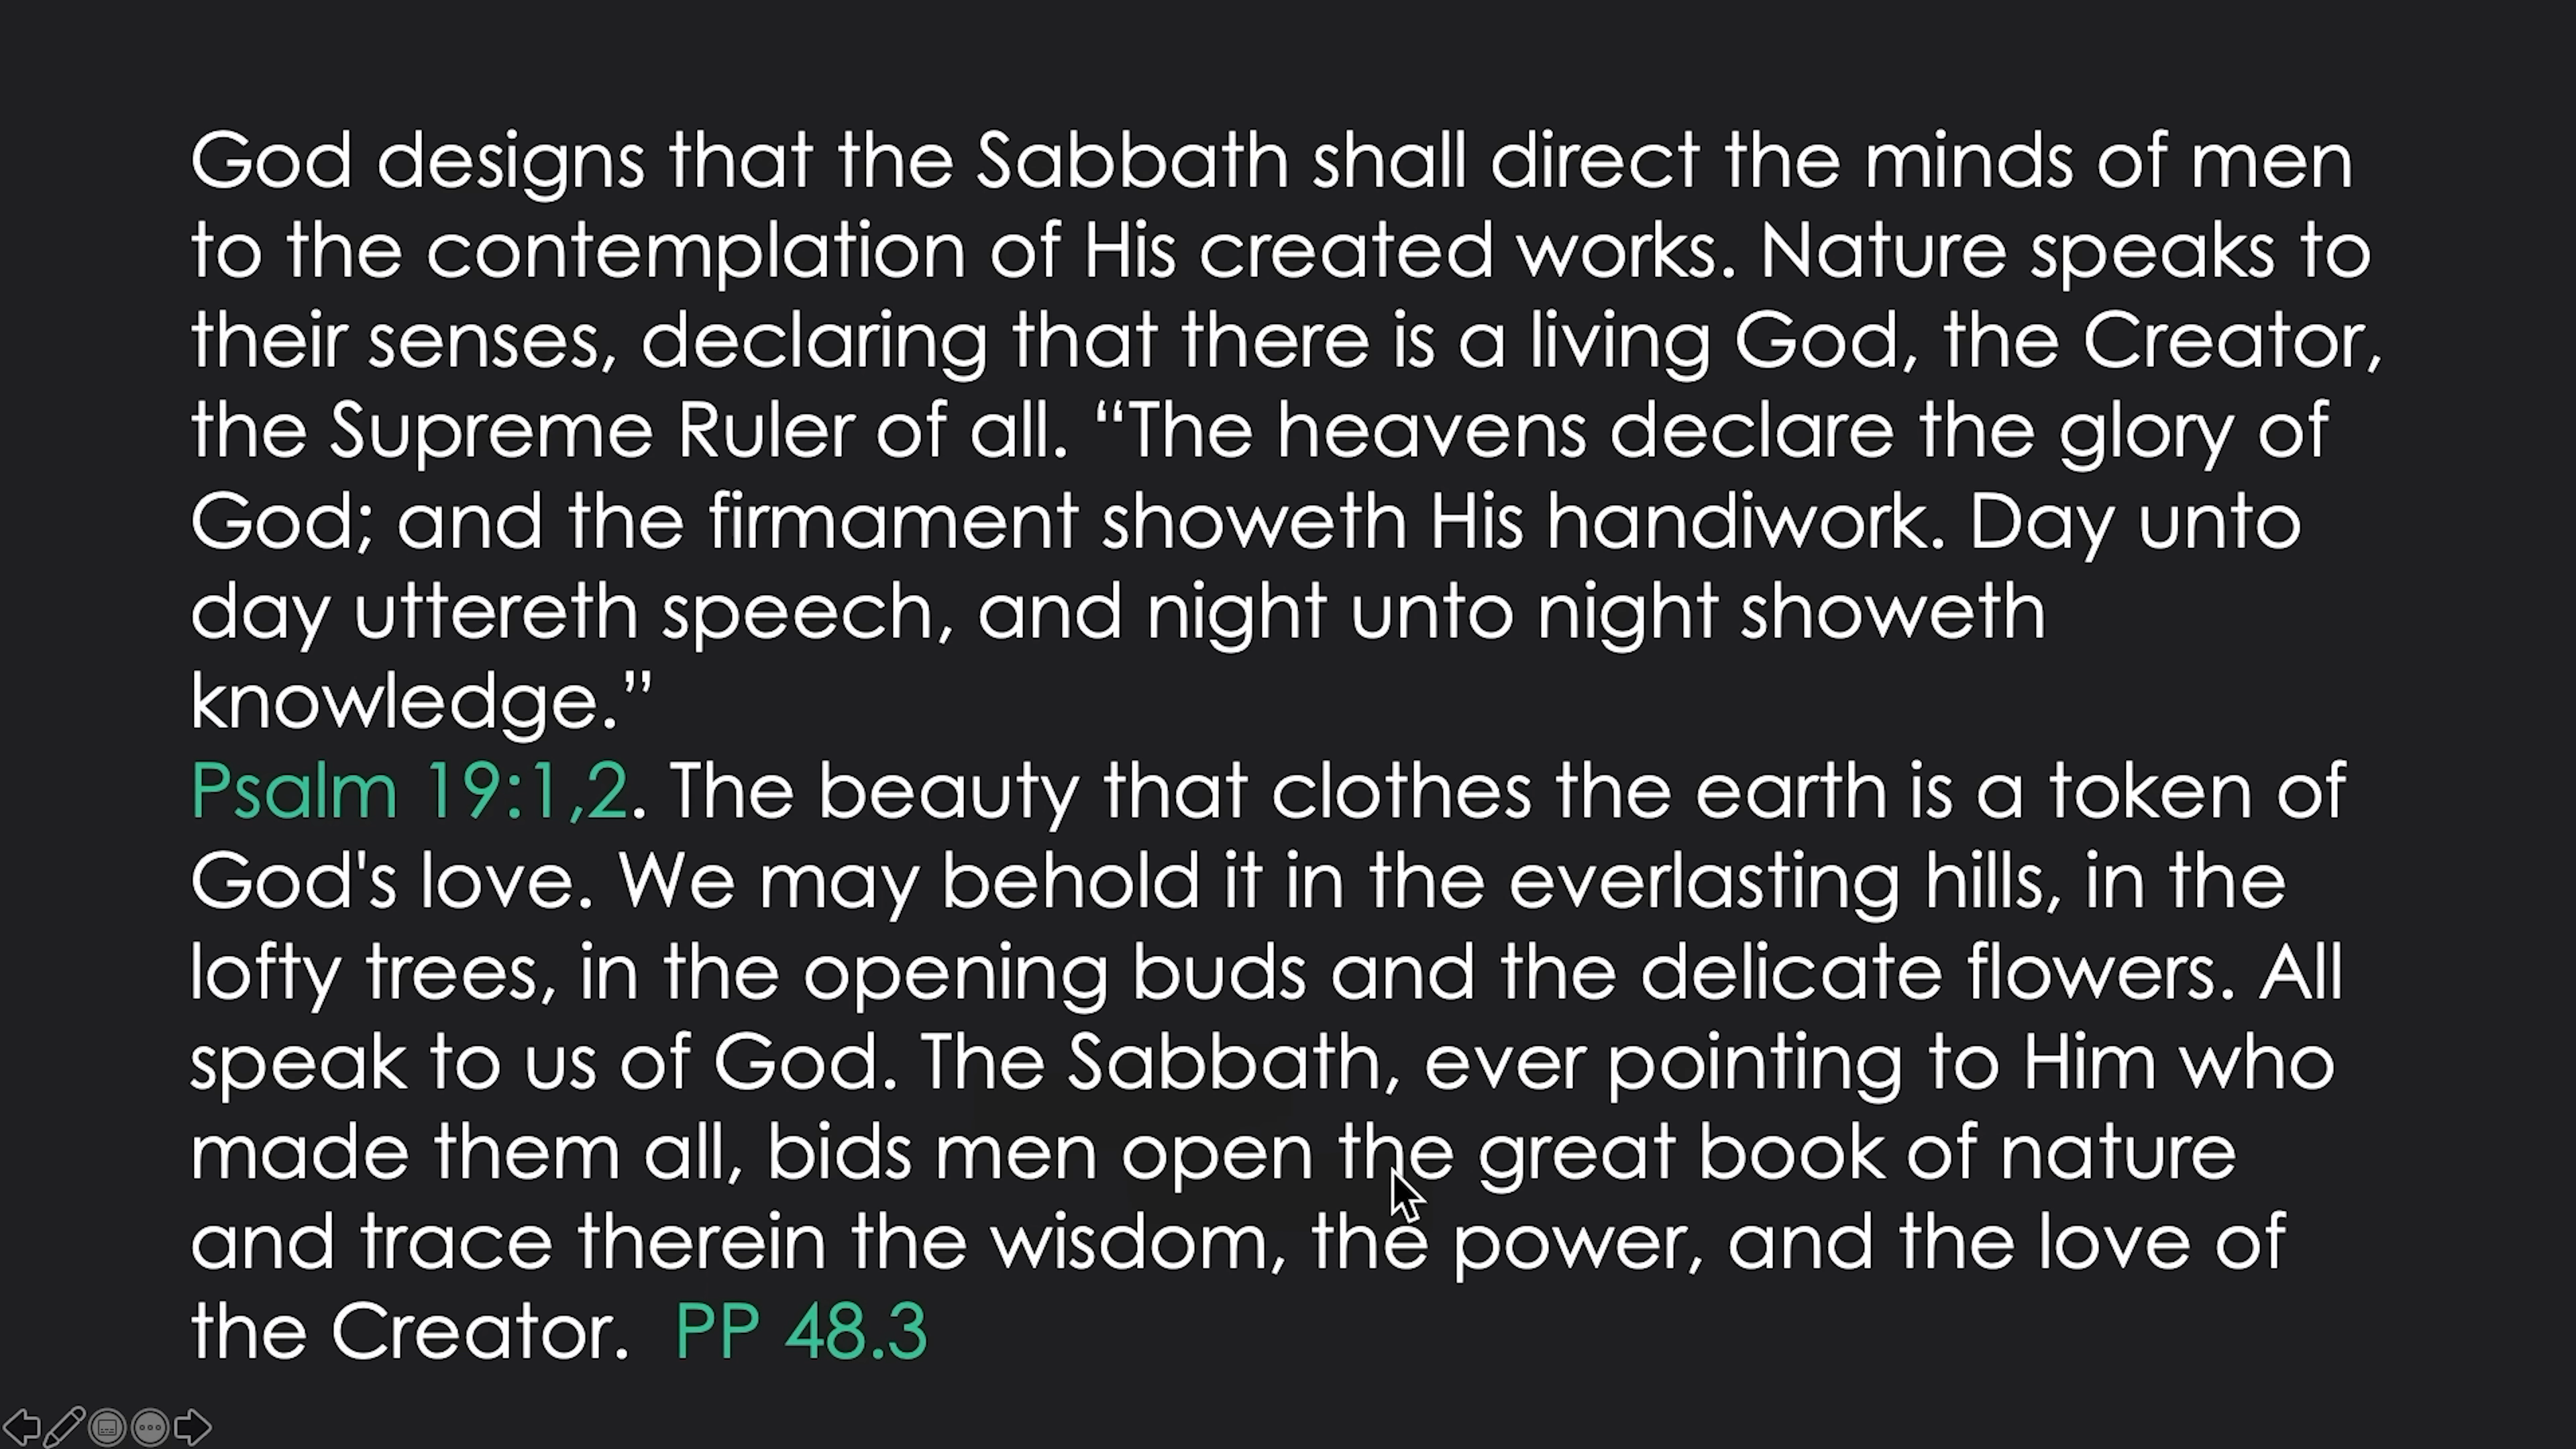 God designs that the Sabbath shall direct the minds of men
to the contemplation of His created works. Nature speaks to
their senses, declaring that there is a living God, the Creator,
the Supreme Ruler of all. “The heavens declare the glory of
God; and the firmament showeth His handiwork. Day unto
day uttereth speech, and night unto night showeth
knowledge.”
Psalm 19:1,2. The beauty that clothes the earth is a token of
God's love. We may behold it in the everlasting hills, in the
lofty trees, in the opening buds and the delicate flowers. All
speak to us of God. The Sabbath, ever pointing to Him who
made them all, bids men open the great book of nature
and trace therein the wisdom, the power, and the love of
the Creator.  PP 48.3